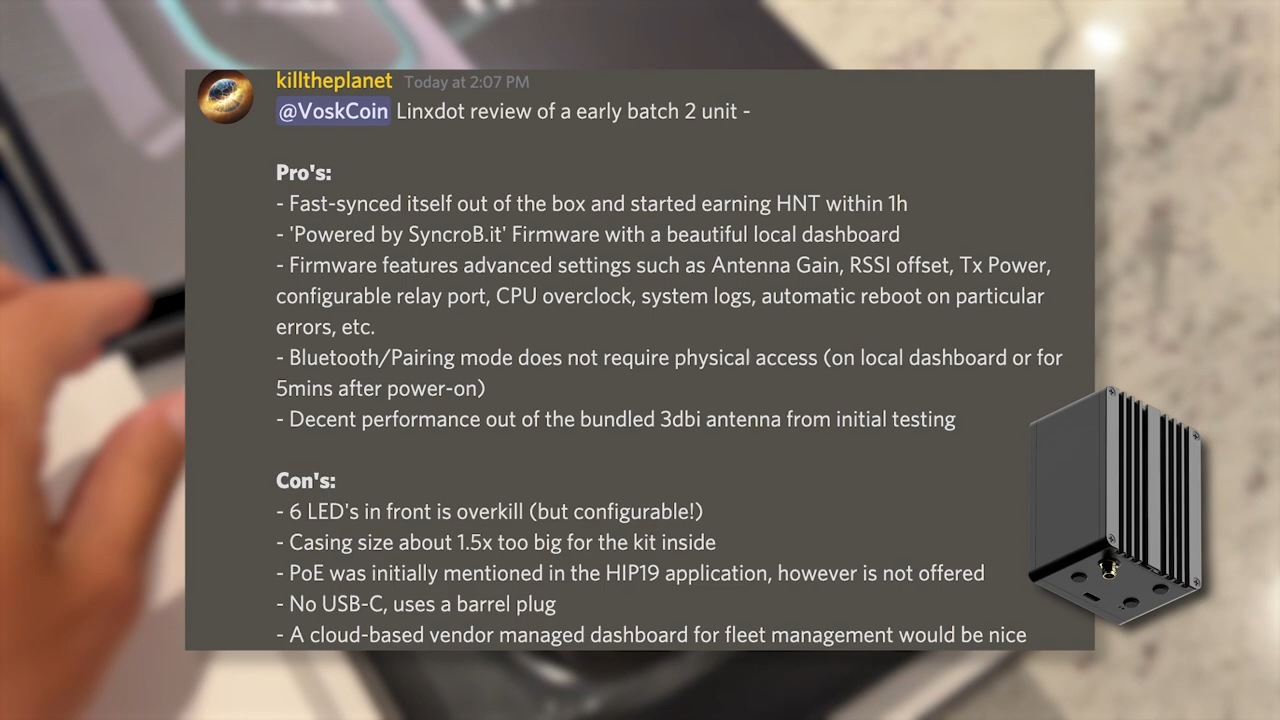 killtheplanet Today at 2:07 PM
@VoskCoin Linxdot review of a early batch 2 unit -
Pro's:
- Fast-synced itself out of the box and started earning HNT within 1h
- 'Powered by SyncroB.it' Firmware with a beautiful local dashboard
- Firmware features advanced settings such as Antenna Gain, RSSI offset, Tx Power,
configurable relay port, CPU overclock, system logs, automatic reboot on particular
errors, etc.
- Bluetooth/Pairing mode does not require physical access (on local dashboard or for
5mins after power-on)
- Decent performance out of the bundled 3dbi antenna from initial testing
Con's:
- 6 LED's in front is overkill (but configurable!)
- Casing size about 1.5x too big for the kit inside
- PoE was initially mentioned in the HIP19 application, however is not offered
- No USB-C, uses a barrel plug
- A cloud-based vendor managed dashboard for fleet management would be nice